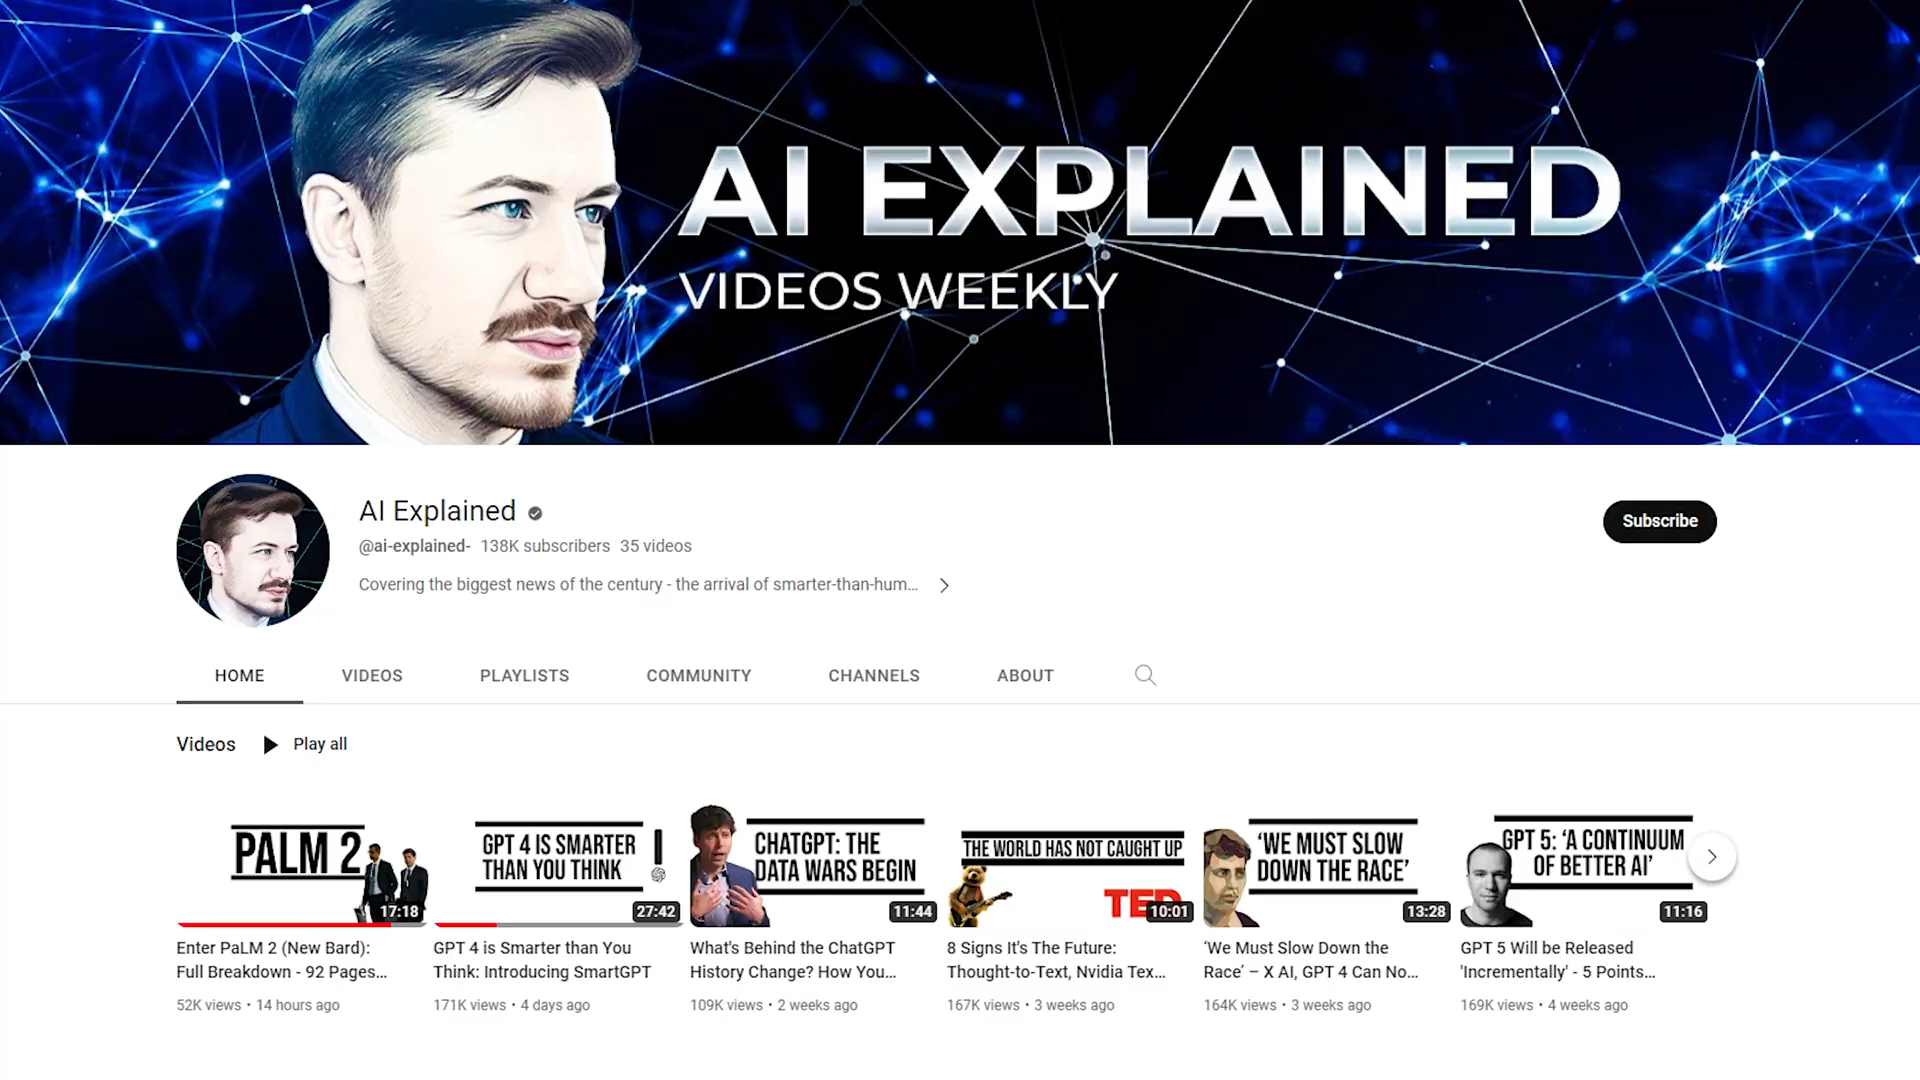 AI EXPLAINED
VIDEOS WEEKLY
AI Explained
@ai-explained- 138K subscribers 35 videos
Covering the biggest news of the century - the arrival of smarter-than-hum...
Subscribe
HOME VIDEOS PLAYLISTS COMMUNITY CHANNELS ABOUT
Videos Play all
PALM 2
17:18
GPT 4 IS SMARTER
THAN YOU THINK
27:42
CHATGPT: THE
DATA WARS BEGIN
11:44
THE WORLD HAS NOT CAUGHT UP
TED
10:01
‘WE MUST SLOW
DOWN THE RACE’
13:28
GPT 5: ‘A CONTINUUM
OF BETTER AI’
11:16
Enter PaLM 2 (New Bard):
Full Breakdown - 92 Pages...
52K views • 14 hours ago
GPT 4 is Smarter than You
Think: Introducing SmartGPT
171K views • 4 days ago
What's Behind the ChatGPT
History Change? How You...
109K views • 2 weeks ago
8 Signs It's The Future:
Thought-to-Text, Nvidia Tex...
167K views • 3 weeks ago
‘We Must Slow Down the
Race’ – X AI, GPT 4 Can No...
164K views • 3 weeks ago
GPT 5 Will be Released
'Incrementally' - 5 Points...
169K views • 4 weeks ago